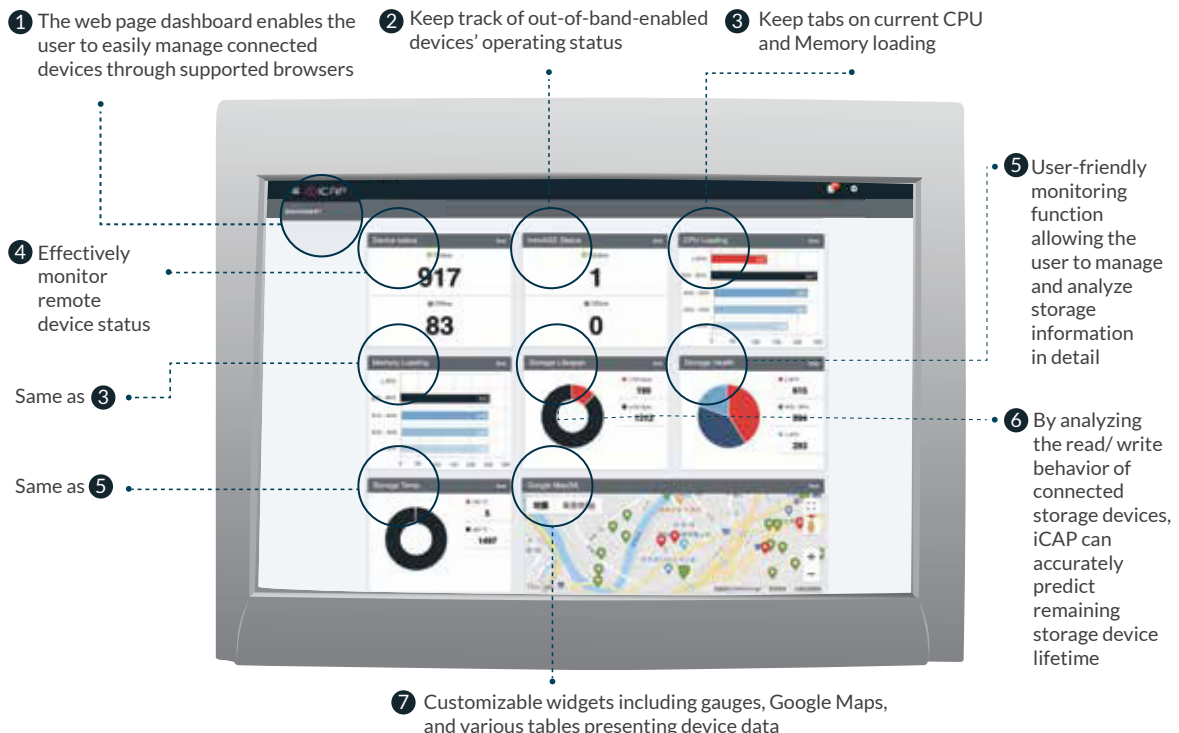 1 The web page dashboard enables the
user to easily manage connected
devices through supported browsers
2 Keep track of out-of-band-enabled
devices’ operating status
3 Keep tabs on current CPU
and Memory loading
4 Effectively
monitor
remote
device status
Same as 3
Same as 5
iCAP
Device Status
917
83
Status
1
Offline
0
CPU Loading
Memory Loading
Storage Lifespan
Storage Health
Storage Temp.
5
1497
Google Map
5 User-friendly
monitoring
function
allowing the
user to manage
and analyze
storage
information
in detail
6 By analyzing
the read/ write
behavior of
connected
storage devices,
iCAP can
accurately
predict
remaining
storage device
lifetime
7 Customizable widgets including gauges, Google Maps,
and various tables presenting device data